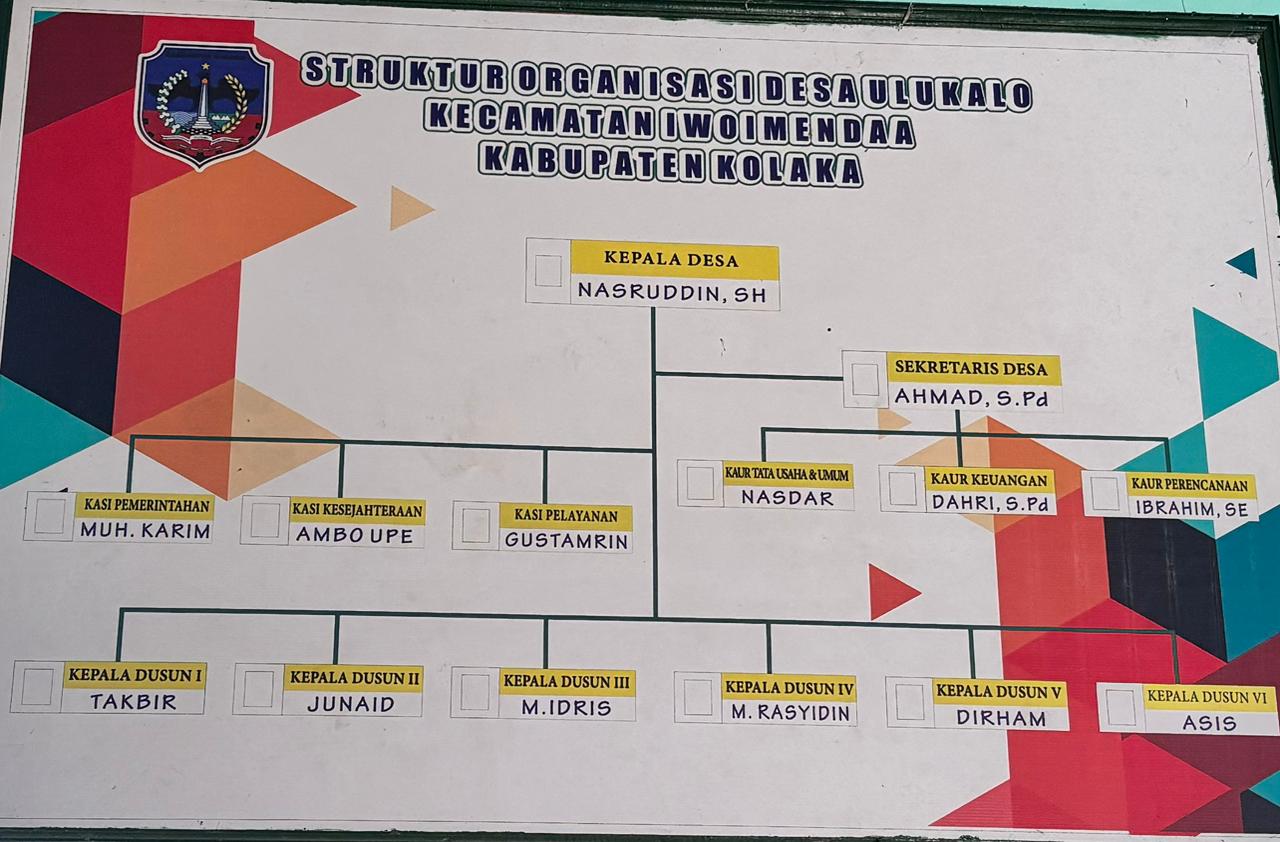 STRUKTUR ORGANISASI DESA ULUKALO
KECAMATAN IWOIMENDAA
KABUPATEN KOLAKA
KEPALA DESA
NASRUDDIN, SH
SEKRETARIS DESA
AHMAD, S.Pd
KAUR TATA USAHA & UMUM
NASDAR
KAUR KEUANGAN
DAHRI, S.Pd
KAUR PERENCANAAN
IBRAHIM, SE
KASI PEMERINTAHAN
MUH. KARIM
KASI KESEJAHTERAAN
AMBO UPE
KASI PELAYANAN
GUSTAMRIN
KEPALA DUSUN I
TAKBIR
KEPALA DUSUN II
JUNAID
KEPALA DUSUN III
M.IDRIS
KEPALA DUSUN IV
M. RASYIDIN
KEPALA DUSUN V
DIRHAM
KEPALA DUSUN VI
ASIS